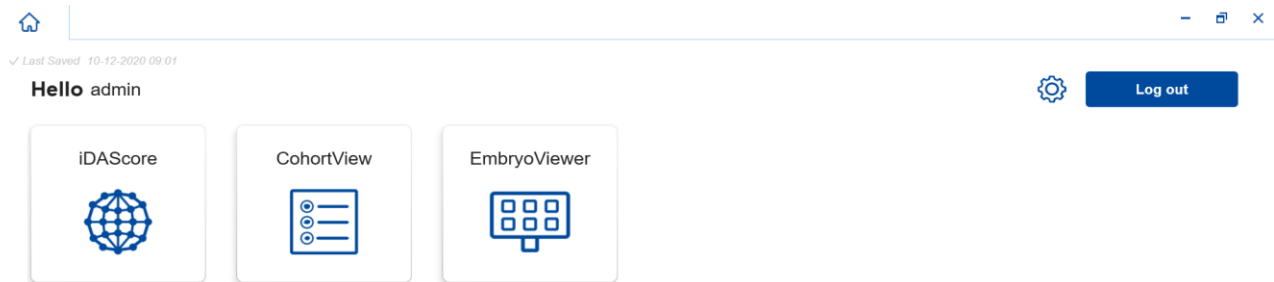 Last Saved 10-12-2020 09:01
Hello admin
Log out
iDAScore
CohortView
EmbryoViewer